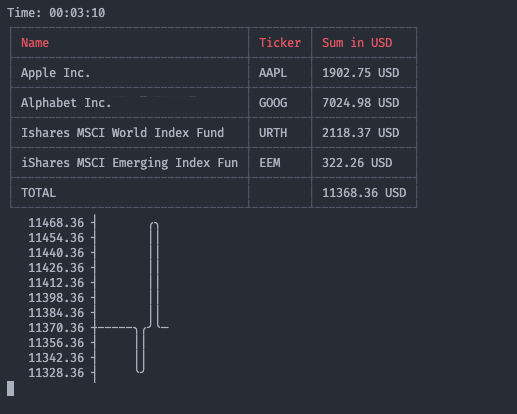 Time: 00:03:10
Name Ticker Sum in USD
Apple Inc. AAPL 1902.75 USD
Alphabet Inc. GOOG 7024.98 USD
Ishares MSCI World Index Fund URTH 2118.37 USD
iShares MSCI Emerging Index Fun EEM 322.26 USD
TOTAL 11368.36 USD
11468.36
11454.36
11440.36
11426.36
11412.36
11398.36
11384.36
11370.36
11356.36
11342.36
11328.36